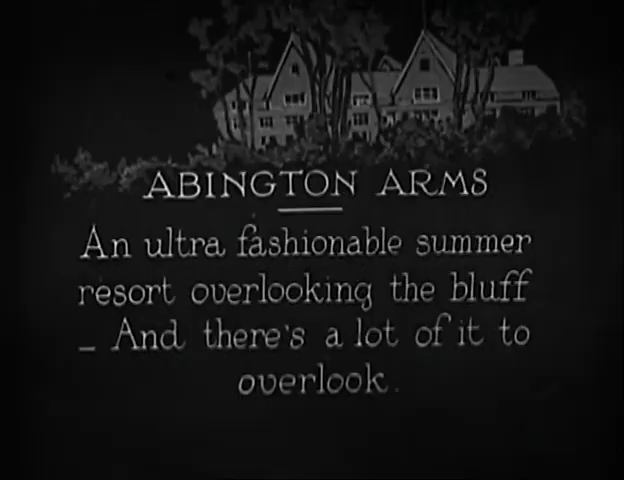 ABINGTON ARMS
An ultra fashionable summer
resort overlooking the bluff
_ And there's a lot of it to
overlook.